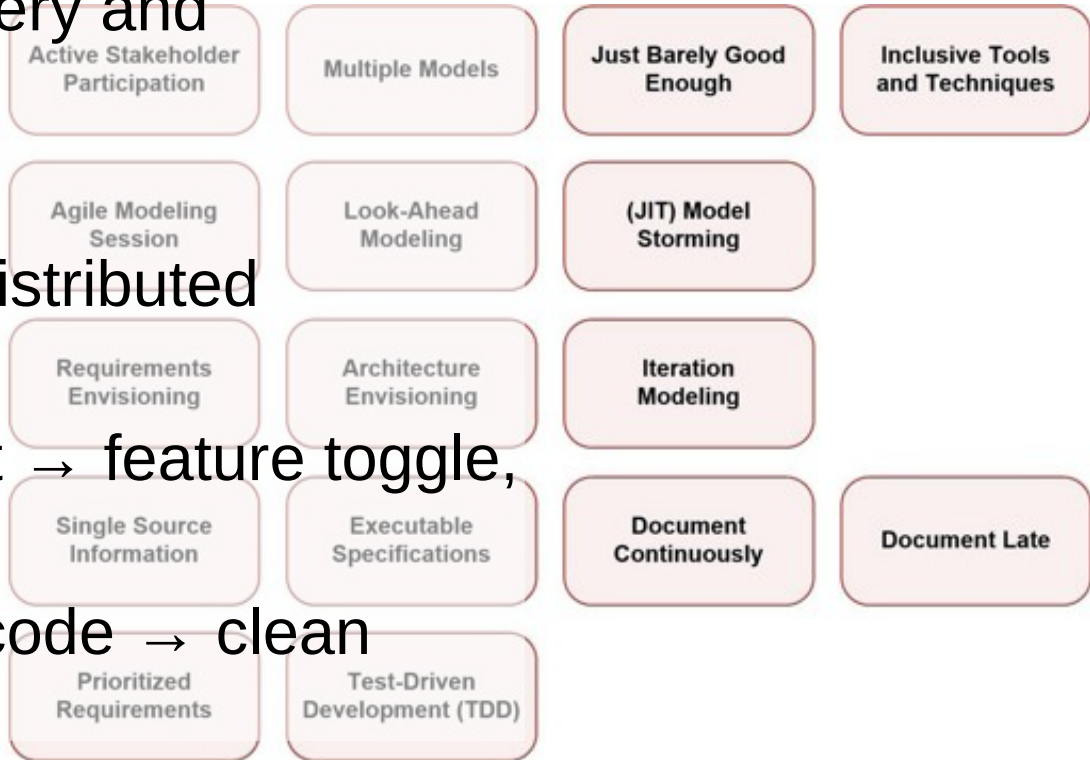 ery and
Active Stakeholder
Participation
Multiple Models
Just Barely Good
Enough
Inclusive Tools
and Techniques
Agile Modeling
Session
Look-Ahead
Modeling
(JIT) Model
Storming
istributed
Requirements
Envisioning
Architecture
Envisioning
Iteration
Modeling
t → feature toggle,
Single Source
Information
Executable
Specifications
Document
Continuously
Document Late
code → clean
Prioritized
Requirements
Test-Driven
Development (TDD)